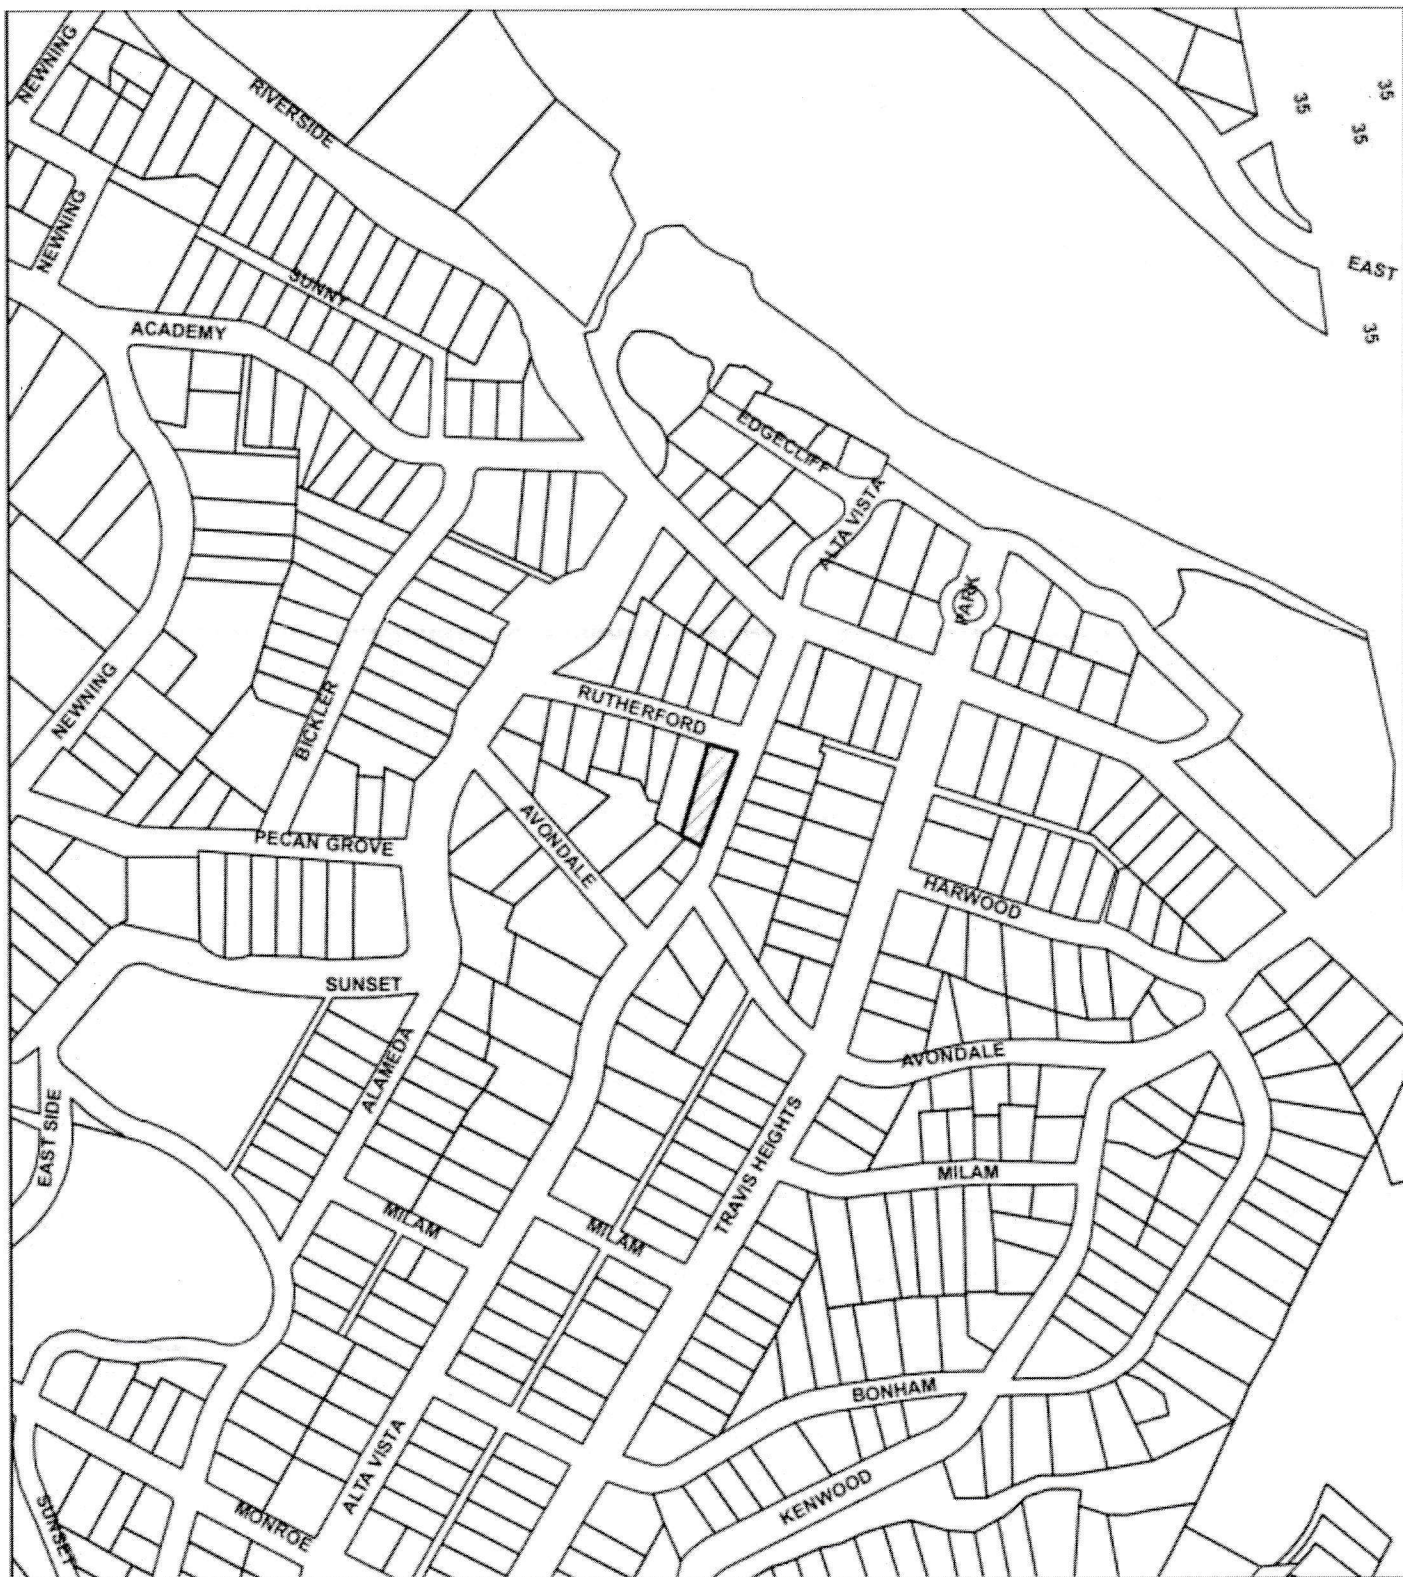 NEWNING
RIVERSIDE
35
35
35
NEWNING
EAST
SUNNY
ACADEMY
35
EDGECLIFF
ALTA VISTA
PARK
NEWNING
BICKLER
RUTHERFORD
AVONDALE
PECAN GROVE
HARWOOD
SUNSET
ALAMEDA
AVONDALE
EAST SIDE
TRAVIS HEIGHTS
MILAM
MILAM
MILAM
BONHAM
ALTA VISTA
KENWOOD
SUNSET
MONROE